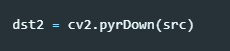 dst2 = cv2.pyrDown(src)